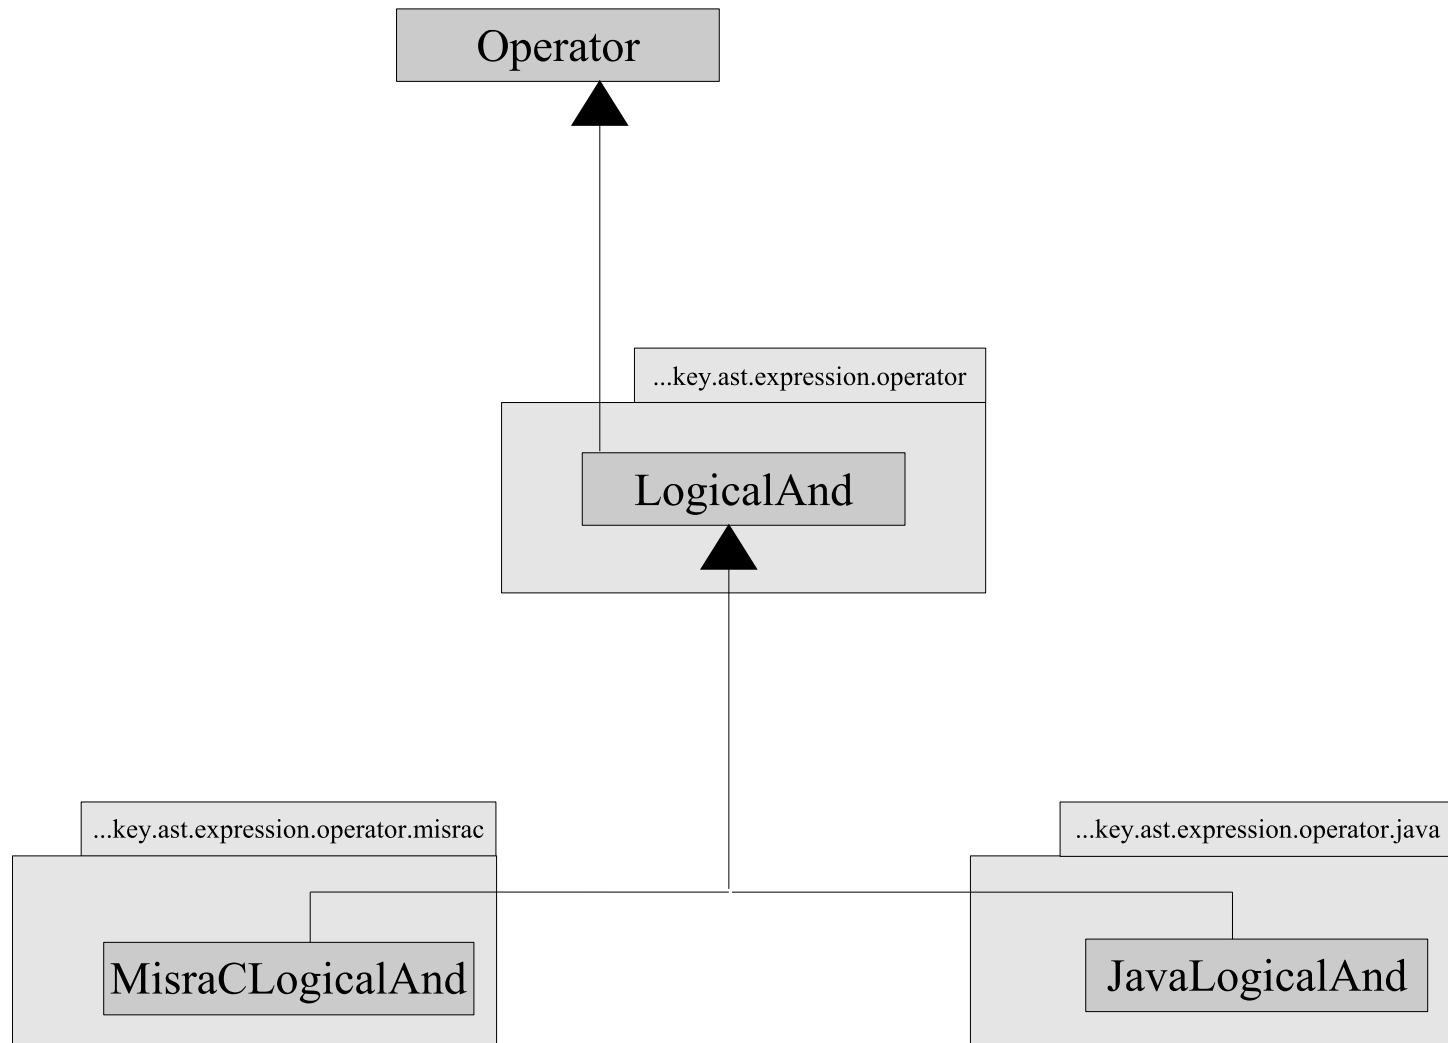 Operator
...key.ast.expression.operator
LogicalAnd
...key.ast.expression.operator.misrac
...key.ast.expression.operator.java
MisraCLogicalAnd
JavaLogicalAnd